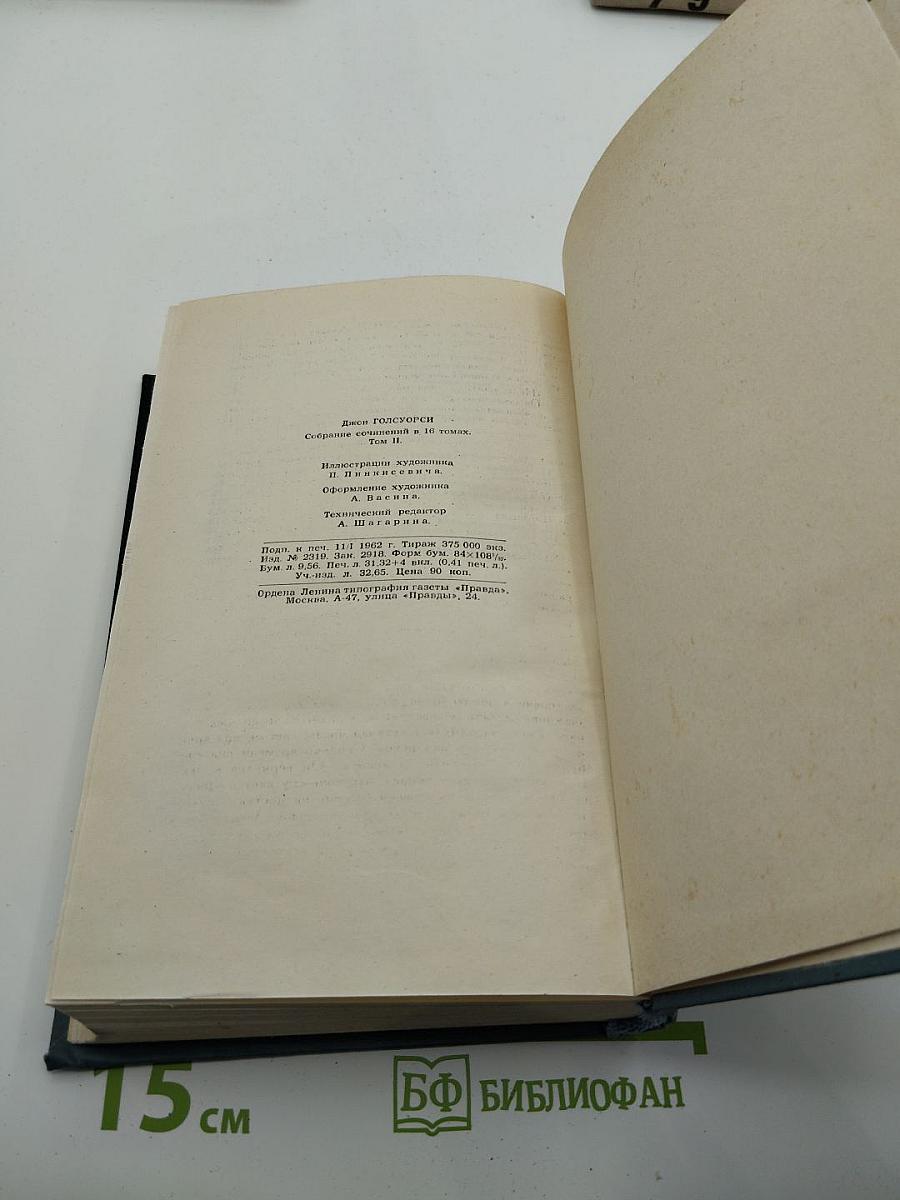 Джон ГОЛСУОРСИ
Собрание сочинений в 16 томах.
Том II.
Иллюстрации художника
П. Пинкисевича.
Оформление художника
А. Васина.
Технический редактор
А. Шагарина.
Подп. к печ. 11/I 1962 г. Тираж 375 000 экз.
Изд. № 2319. Зак. 2918. Форм бум. 84×108¹/₃₂.
Бум. л. 9,56. Печ. л. 31,32+4 вкл. (0,41 печ. л.).
Уч.-изд. л. 32,65. Цена 90 коп.
Ордена Ленина типография газеты «Правда».
Москва, А-47, улица «Правды», 24.
15 см
БФ БИБЛИОФАН